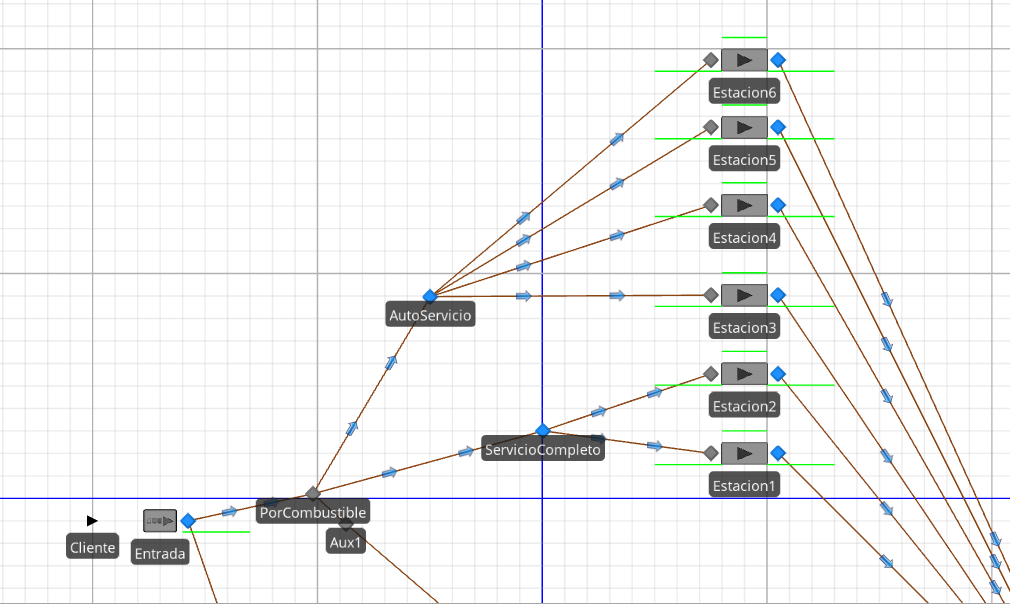 Estacion6
Estacion5
Estacion4
AutoServicio
Estacion3
Estacion2
ServicioCompleto
Estacion1
PorCombustible
Aux1
Cliente
Entrada